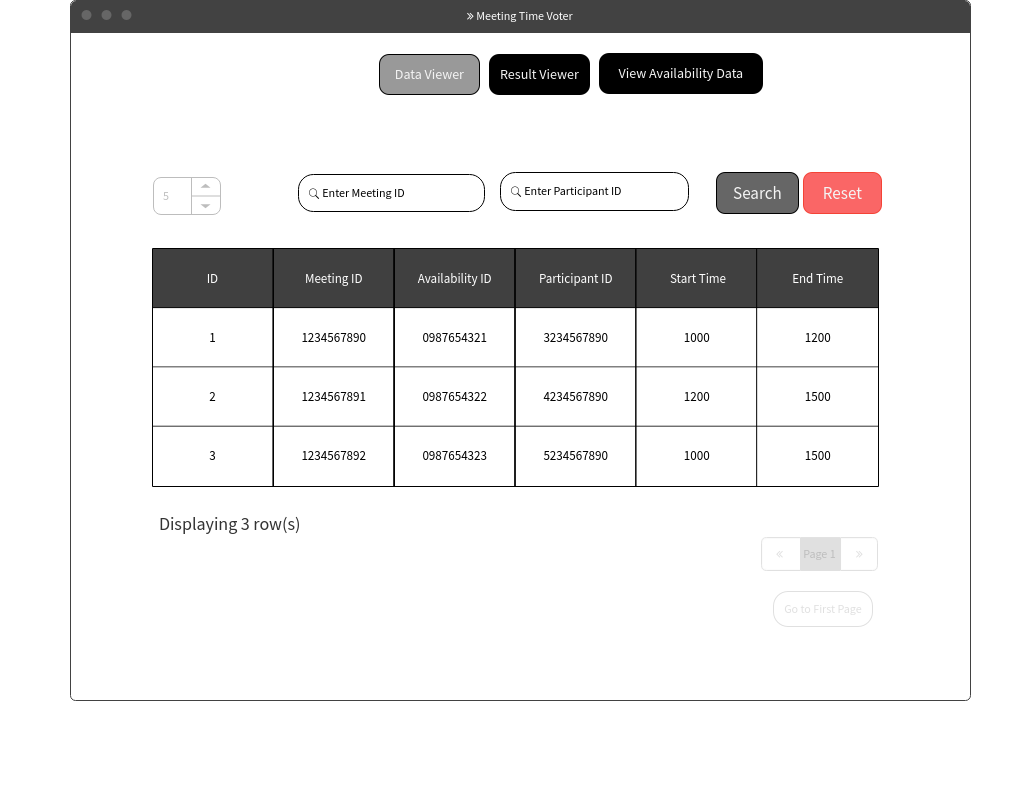 » Meeting Time Voter
Data Viewer Result Viewer View Availability Data
5 Enter Meeting ID Enter Participant ID Search Reset
ID Meeting ID Availability ID Participant ID Start Time End Time
1 1234567890 0987654321 3234567890 1000 1200
2 1234567891 0987654322 4234567890 1200 1500
3 1234567892 0987654323 5234567890 1000 1500
Displaying 3 row(s)
« Page 1 »
Go to First Page